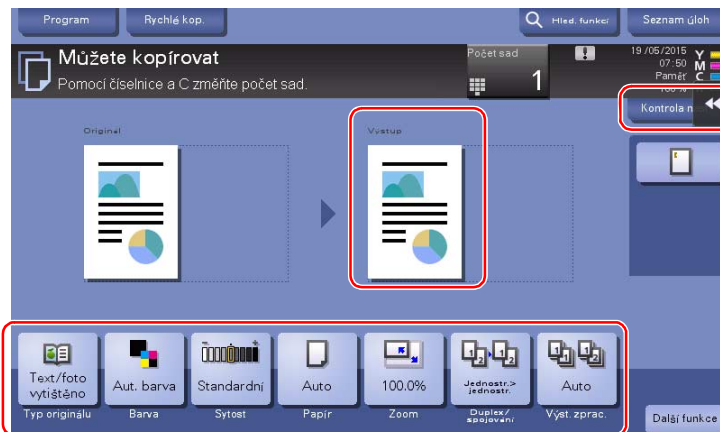 Program
Rychlé kop.
Hled. funkcí
Seznam úloh
Můžete kopírovat
Pomocí číselnice a C změňte počet sad.
Počet sad
1
19/05/2015
07:50
Paměť
100 %
Y
M
C
Kontrola n
Originál
Výstup
Text/foto
vytištěno
Aut. barva
Standardní
Auto
100.0%
Jednostr.>
jednostr.
Auto
Typ originálu
Barva
Sytost
Papír
Zoom
Duplex/
spojování
Výst. zprac.
Další funkce